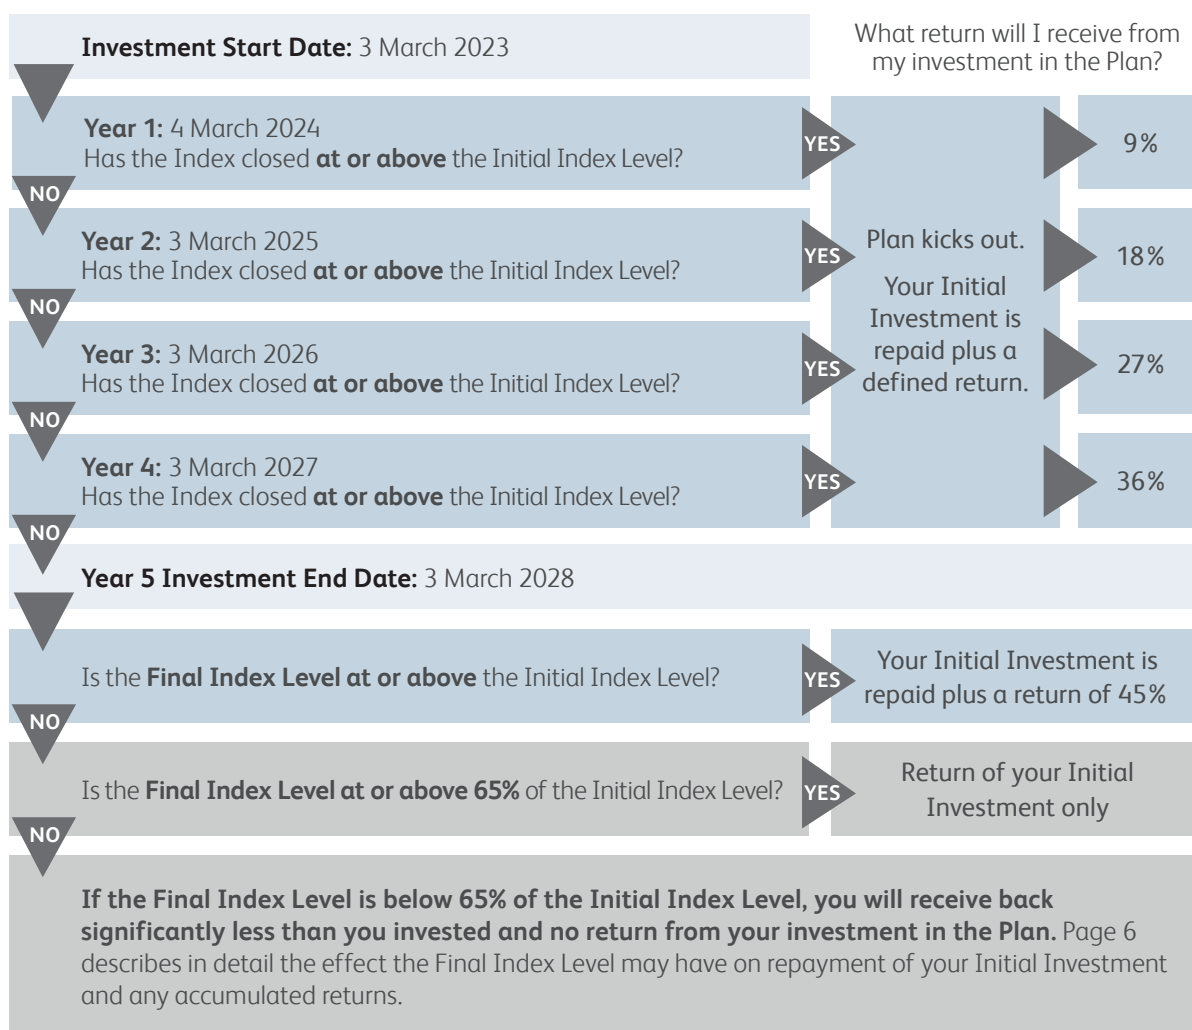 Investment Start Date: 3 March 2023
What return will I receive from
my investment in the Plan?
Year 1: 4 March 2024
Has the Index closed at or above the Initial Index Level?
YES
9%
NO
Year 2: 3 March 2025
Has the Index closed at or above the Initial Index Level?
YES
18%
NO
Year 3: 3 March 2026
Has the Index closed at or above the Initial Index Level?
YES
27%
NO
Year 4: 3 March 2027
Has the Index closed at or above the Initial Index Level?
YES
36%
Plan kicks out.
Your Initial
Investment is
repaid plus a
defined return.
NO
Year 5 Investment End Date: 3 March 2028
Is the Final Index Level at or above the Initial Index Level?
YES
Your Initial Investment is
repaid plus a return of 45%
NO
Is the Final Index Level at or above 65% of the Initial Index Level?
YES
Return of your Initial
Investment only
NO
If the Final Index Level is below 65% of the Initial Index Level, you will receive back
significantly less than you invested and no return from your investment in the Plan. Page 6
describes in detail the effect the Final Index Level may have on repayment of your Initial Investment
and any accumulated returns.